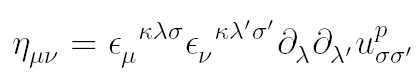 η_{μν} = ϵ_μ^{κλσ} ϵ_ν^{κλ′σ′} ∂_λ ∂_{λ′} u^p_{σσ′}